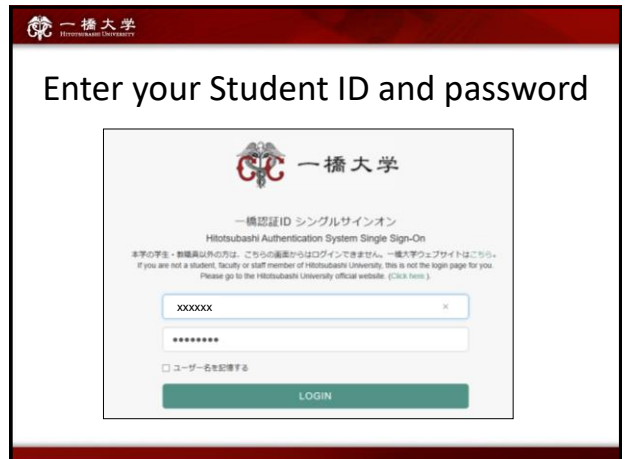 一橋大学
HITOTSUBASHI UNIVERSITY
Enter your Student ID and password
一橋大学
一橋認証ID シングルサインオン
Hitotsubashi Authentication System Single Sign-On
本学の学生・教職員以外の方は、こちらの画面からはログインできません。一橋大学ウェブサイトはこちら。
If you are not a student, faculty or staff member of Hitotsubashi University, this is not the login page for you.
Please go to the Hitotsubashi University official website. (Click here.)
xxxxxx
••••••••
ユーザー名を記憶する
LOGIN